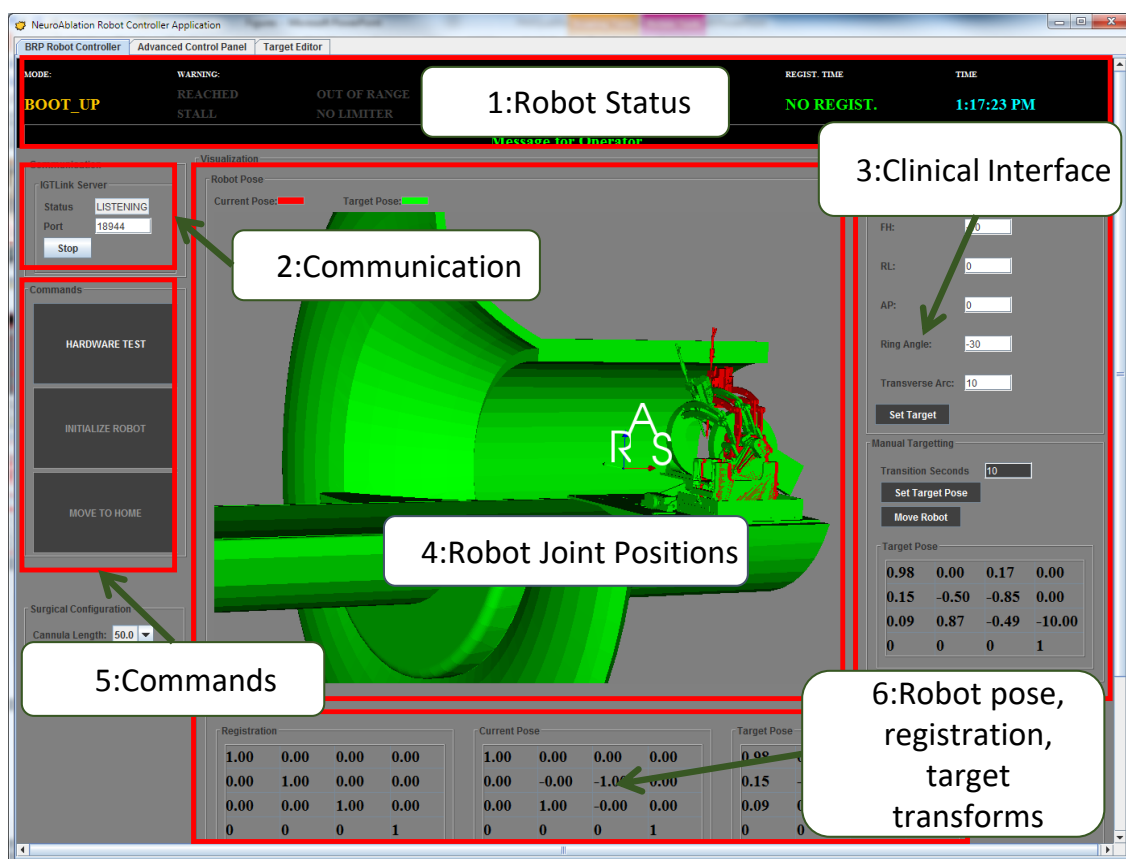 NeuroAblation Robot Controller Application
BRP Robot Controller
Advanced Control Panel
Target Editor
MODE:
WARNING:
REGIST. TIME
TIME
BOOT_UP
REACHED
OUT OF RANGE
STALL
NO LIMITER
NO REGIST.
1:17:23 PM
Message for Operator
1:Robot Status
Communication
IGTLink Server
Status LISTENING
Port 18944
Stop
2:Communication
Commands
HARDWARE TEST
INITIALIZE ROBOT
MOVE TO HOME
Surgical Configuration
Cannula Length: 50.0
5:Commands
Visualization
Robot Pose
Current Pose:
Target Pose:
R A S
4:Robot Joint Positions
3:Clinical Interface
FH:
RL: 0
AP: 0
Ring Angle: -30
Transverse Arc: 10
Set Target
Manual Targetting
Transition Seconds 10
Set Target Pose
Move Robot
Target Pose
0.98 0.00 0.17 0.00
0.15 -0.50 -0.85 0.00
0.09 0.87 -0.49 -10.00
0 0 0 1
Registration
1.00 0.00 0.00 0.00
0.00 1.00 0.00 0.00
0.00 0.00 1.00 0.00
0 0 0 1
Current Pose
1.00 0.00 0.00 0.00
0.00 -0.00 -1.00 0.00
0.00 1.00 -0.00 0.00
0 0 0 1
Target Pose
0.98
0.15
0.09
0 0
6:Robot pose,
registration,
target
transforms